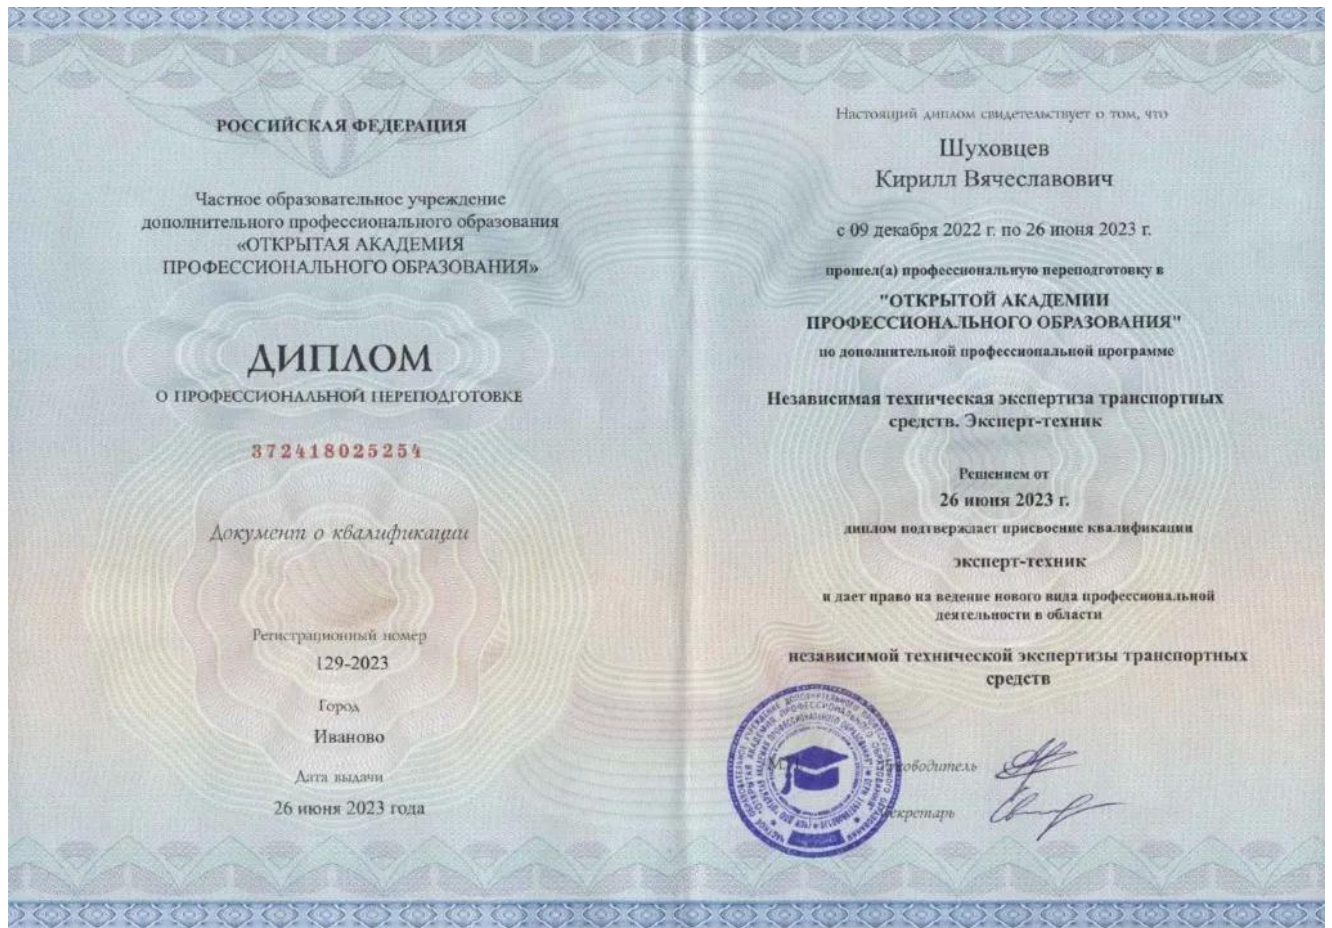 РОССИЙСКАЯ ФЕДЕРАЦИЯ
Частное образовательное учреждение
дополнительного профессионального образования
«ОТКРЫТАЯ АКАДЕМИЯ
ПРОФЕССИОНАЛЬНОГО ОБРАЗОВАНИЯ»
ДИПЛОМ
О ПРОФЕССИОНАЛЬНОЙ ПЕРЕПОДГОТОВКЕ
372418025254
Документ о квалификации
Регистрационный номер
129-2023
Город
Иваново
Дата выдачи
26 июня 2023 года
Настоящий диплом свидетельствует о том, что
Шуховцев
Кирилл Вячеславович
с 09 декабря 2022 г. по 26 июня 2023 г.
прошел(а) профессиональную переподготовку в
"ОТКРЫТОЙ АКАДЕМИИ
ПРОФЕССИОНАЛЬНОГО ОБРАЗОВАНИЯ"
по дополнительной профессиональной программе
Независимая техническая экспертиза транспортных
средств. Эксперт-техник
Решением от
26 июня 2023 г.
диплом подтверждает присвоение квалификации
эксперт-техник
и дает право на ведение нового вида профессиональной
деятельности в области
независимой технической экспертизы транспортных
средств
Руководитель
Секретарь